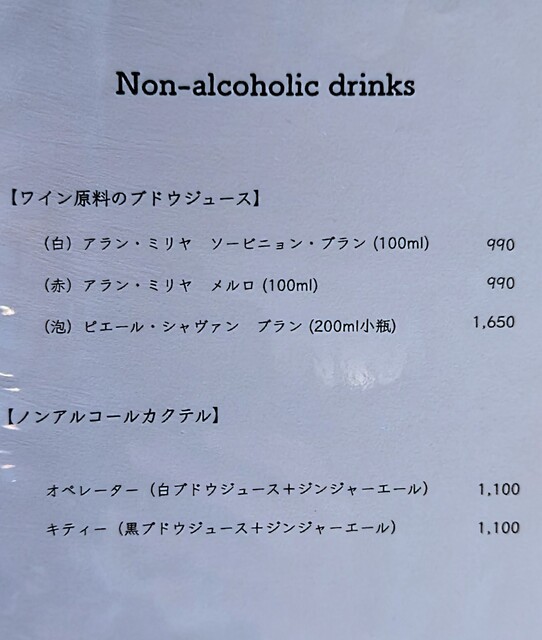 Non-alcoholic drinks
【ワイン原料のブドウジュース】
(白) アラン・ミリヤ ソービニョン・ブラン (100ml) 990
(赤) アラン・ミリヤ メルロ (100ml) 990
(泡) ピエール・シャヴァン ブラン (200ml小瓶) 1,650
【ノンアルコールカクテル】
オペレーター（白ブドウジュース＋ジンジャーエール） 1,100
キティー（黒ブドウジュース＋ジンジャーエール） 1,100